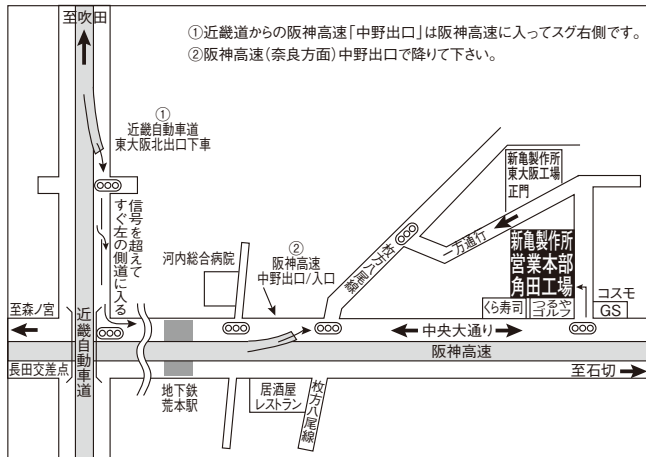 至吹田
①近畿道からの阪神高速「中野出口」は阪神高速に入ってスグ右側です。
②阪神高速(奈良方面)中野出口で降りて下さい。
①
近畿自動車道
東大阪北出口下車
信号を超えて
すぐ左の側道に入る
河内総合病院
②
阪神高速
中野出口/入口
枚方八尾線
一方通行
新亀製作所
東大阪工場
正門
新亀製作所
営業本部
角田工場
くら寿司
つるや
ゴルフ
コスモ
GS
至森ノ宮
近畿自動車道
中央大通り
阪神高速
長田交差点
至石切
地下鉄
荒本駅
居酒屋
レストラン
枚方八尾線